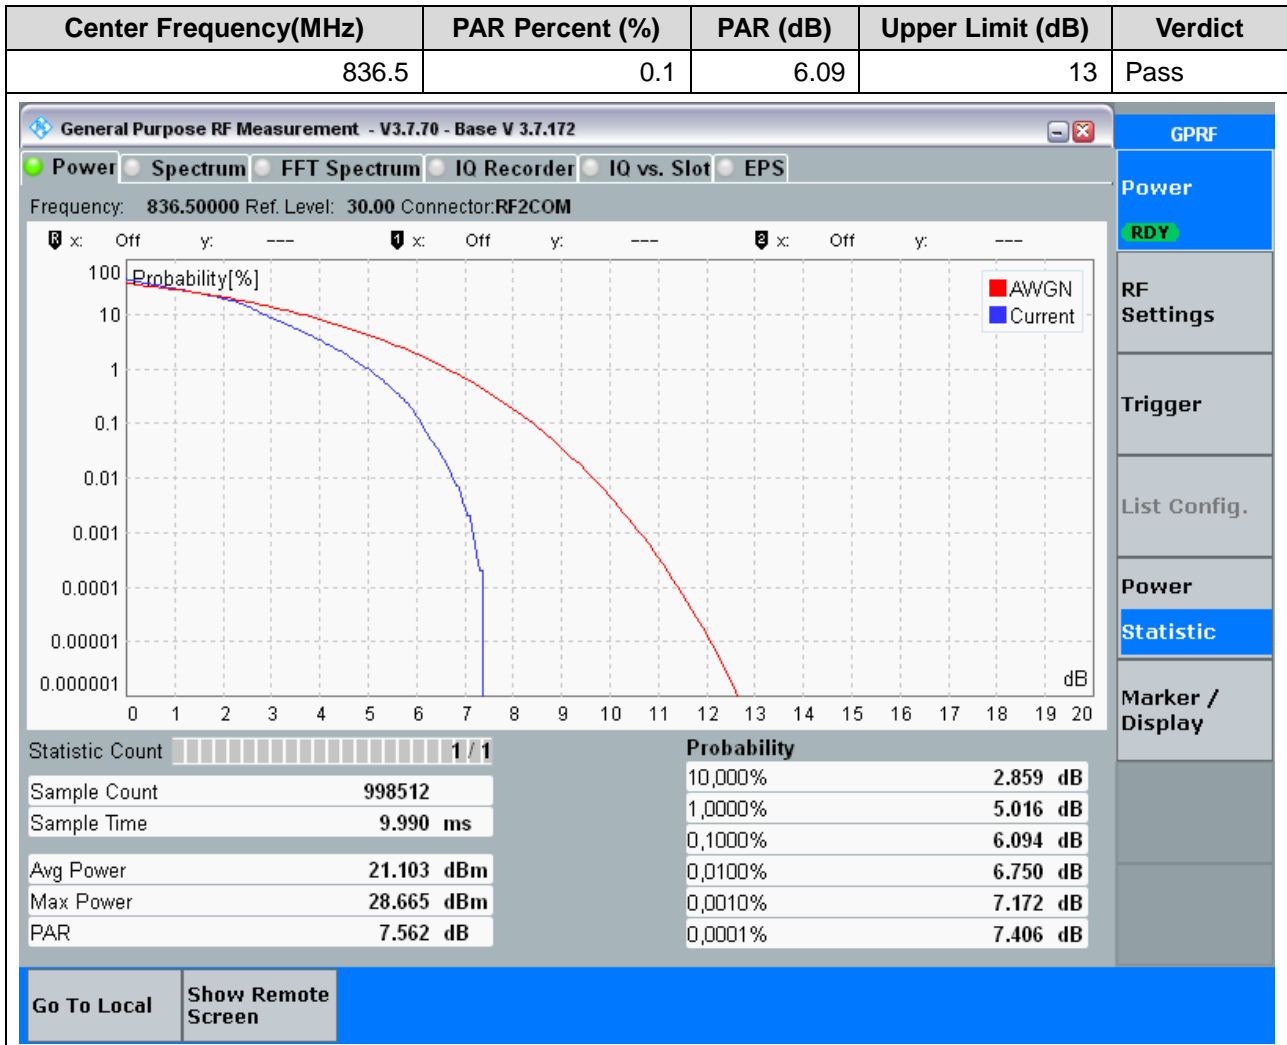 Center Frequency(MHz) PAR Percent (%) PAR (dB) Upper Limit (dB) Verdict
836.5 0.1 6.09 13 Pass
General Purpose RF Measurement - V3.7.70 - Base V 3.7.172
GPRF
Power Spectrum FFT Spectrum IQ Recorder IQ vs. Slot EPS
Frequency: 836.50000 Ref. Level: 30.00 Connector:RF2COM
R x: Off y: --- 1 x: Off y: --- 2 x: Off y: ---
Probability[%]
AWGN
Current
100
10
1
0.1
0.01
0.001
0.0001
0.00001
0.000001
dB
0 1 2 3 4 5 6 7 8 9 10 11 12 13 14 15 16 17 18 19 20
Statistic Count 1 / 1
Sample Count 998512
Sample Time 9.990 ms
Avg Power 21.103 dBm
Max Power 28.665 dBm
PAR 7.562 dB
Probability
10,000% 2.859 dB
1,0000% 5.016 dB
0,1000% 6.094 dB
0,0100% 6.750 dB
0,0010% 7.172 dB
0,0001% 7.406 dB
Power
RDY
RF
Settings
Trigger
List Config.
Power
Statistic
Marker /
Display
Go To Local
Show Remote
Screen